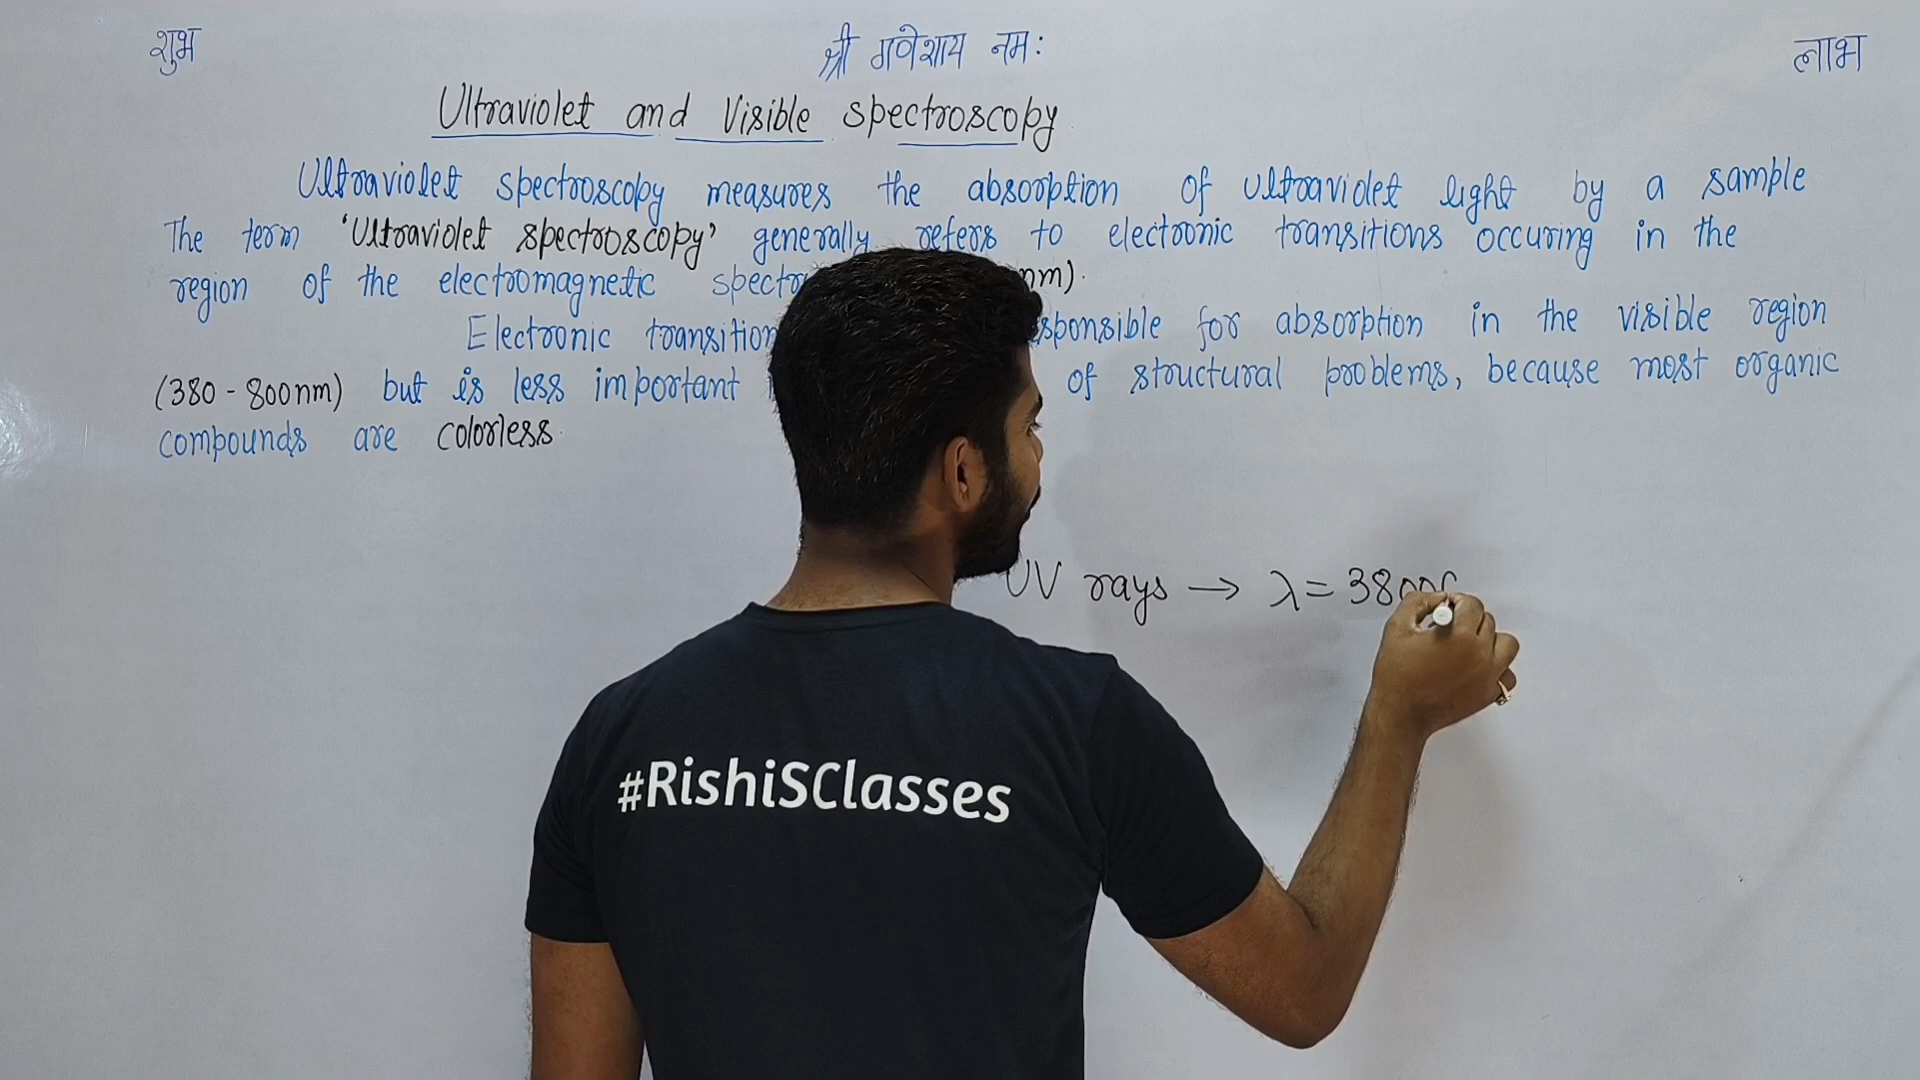 शुभ श्री गणेशाय नमः लाभ
Ultraviolet and Visible spectroscopy
Ultraviolet spectroscopy measures the absorption of ultraviolet light by a sample
The term 'Ultraviolet spectroscopy' generally refers to electronic transitions occuring in the
region of the electromagnetic nm).
Electronic for absorption in the visible region
(380 - 800nm) but is less important of structural problems, because most organic
compounds are colorless.
UV rays → λ =
#RishiSClasses